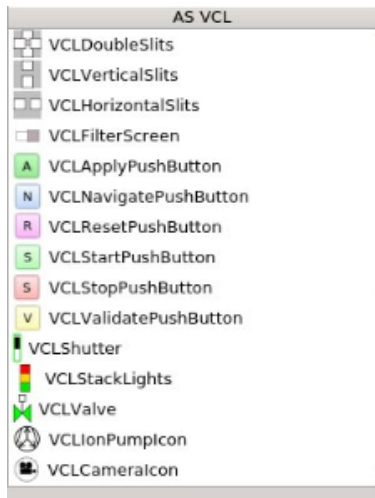 AS VCL
VCLDoubleSlits
VCLVerticalSlits
VCLHorizontalSlits
VCLFilterScreen
A VCLApplyPushButton
N VCLNavigatePushButton
R VCLResetPushButton
S VCLStartPushButton
S VCLStopPushButton
V VCLValidatePushButton
VCLShutter
VCLStackLights
VCLValve
VCLIonPumpIcon
VCLCameraIcon